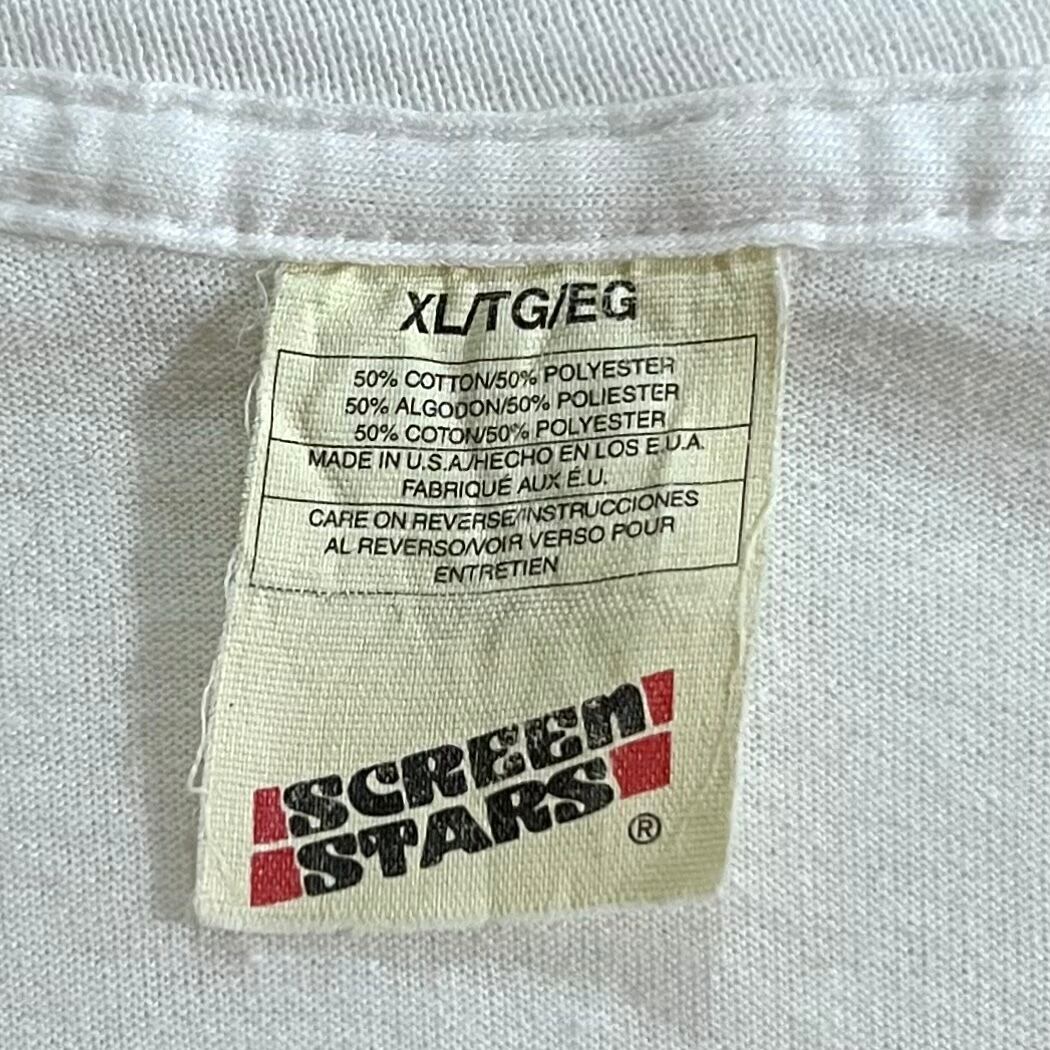 XL/TG/EG
50% COTTON/50% POLYESTER
50% ALGODON/50% POLIESTER
50% COTON/50% POLYESTER
MADE IN U.S.A./HECHO EN LOS E.U.A.
FABRIQUÉ AUX É.U.
CARE ON REVERSE/INSTRUCCIONES
AL REVERSO/VOIR VERSO POUR
ENTRETIEN
SCREEN
STARS
®